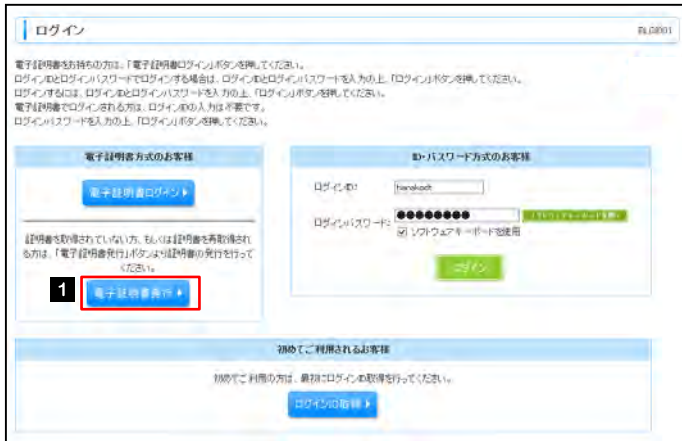 ログイン
BLGI001
電子証明書をお持ちの方は、「電子証明書ログイン」ボタンを押してください。
ログインIDとログインパスワードでログインする場合は、ログインIDとログインパスワードを入力の上、「ログイン」ボタンを押してください。
ログインするには、ログインIDとログインパスワードを入力の上、「ログイン」ボタンを押してください。
電子証明書でログインされる方は、ログインIDの入力は不要です。
ログインパスワードを入力の上、「ログイン」ボタンを押してください。
電子証明書方式のお客様
電子証明書ログイン
証明書を取得されていない方、もしくは証明書を再取得され
る方は、「電子証明書発行」ボタンより証明書の発行を行って
ください。
1
電子証明書発行
ID・パスワード方式のお客様
ログインID:
hanakodt
ログインパスワード:
ソフトウェアキーボードを開く
ソフトウェアキーボードを使用
ログイン
初めてご利用されるお客様
初めてご利用の方は、最初にログインID取得を行ってください。
ログインID取得